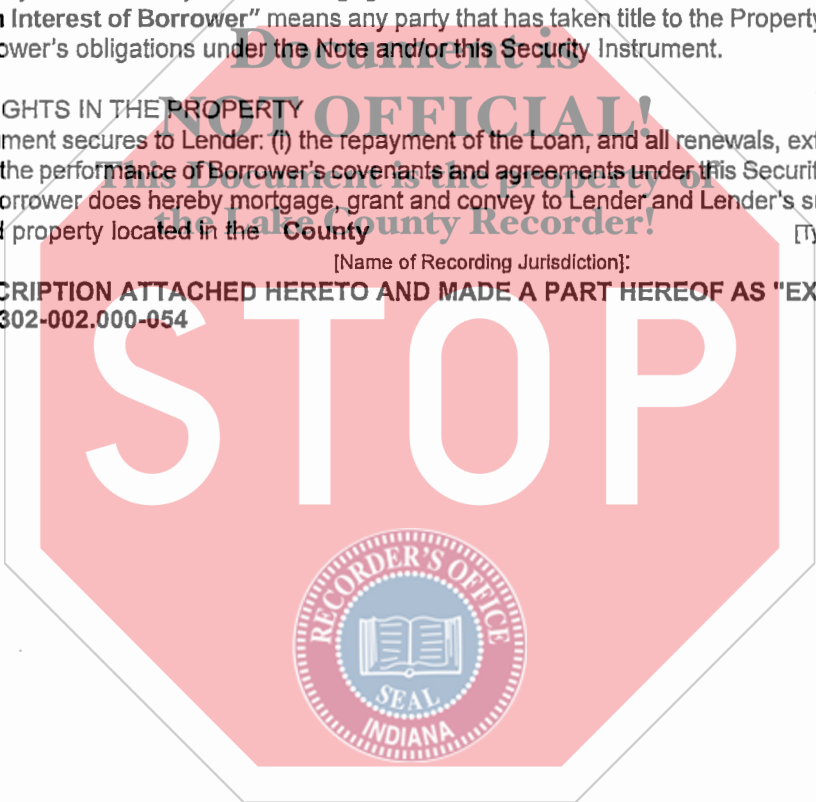 Interest of Borrower" means any party that has taken title to the Property
ower's obligations under the Note and/or this Security Instrument.
Document is
GHTS IN THE PROPERTY
NOT OFFICIAL!
ment secures to Lender: (i) the repayment of the Loan, and all renewals, ext
the performance of Borrower's covenants and agreements under this Securit
This Document is the property of
orrower does hereby mortgage, grant and convey to Lender and Lender's s
the Lake County Recorder!
property located in the County [Ty
[Name of Recording Jurisdiction]:
CRIPTION ATTACHED HERETO AND MADE A PART HEREOF AS "EX
302-002.000-054
STOP
RECORDER'S OFFICE
SEAL
INDIANA